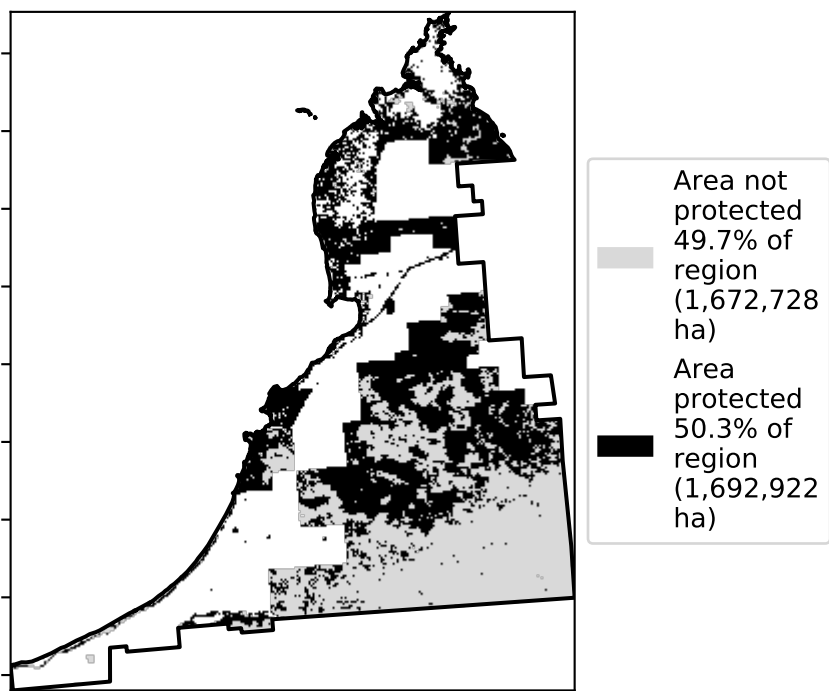 Area not
protected
49.7% of
region
(1,672,728
ha)
Area
protected
50.3% of
region
(1,692,922
ha)